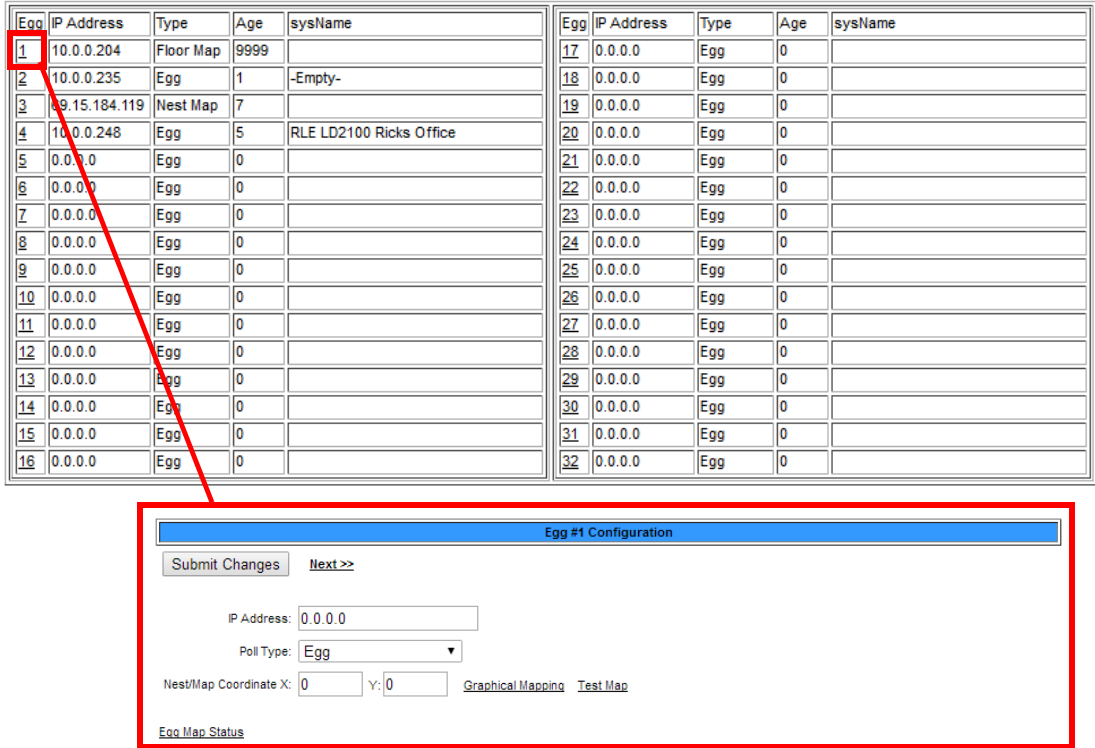 Egg IP Address Type Age sysName Egg IP Address Type Age sysName
1 10.0.0.204 Floor Map 9999 17 0.0.0.0 Egg 0
2 10.0.0.235 Egg 1 -Empty- 18 0.0.0.0 Egg 0
3 69.15.184.119 Nest Map 7 19 0.0.0.0 Egg 0
4 10.0.0.248 Egg 5 RLE LD2100 Ricks Office 20 0.0.0.0 Egg 0
5 0.0.0.0 Egg 0 21 0.0.0.0 Egg 0
6 0.0.0.0 Egg 0 22 0.0.0.0 Egg 0
7 0.0.0.0 Egg 0 23 0.0.0.0 Egg 0
8 0.0.0.0 Egg 0 24 0.0.0.0 Egg 0
9 0.0.0.0 Egg 0 25 0.0.0.0 Egg 0
10 0.0.0.0 Egg 0 26 0.0.0.0 Egg 0
11 0.0.0.0 Egg 0 27 0.0.0.0 Egg 0
12 0.0.0.0 Egg 0 28 0.0.0.0 Egg 0
13 0.0.0.0 Egg 0 29 0.0.0.0 Egg 0
14 0.0.0.0 Egg 0 30 0.0.0.0 Egg 0
15 0.0.0.0 Egg 0 31 0.0.0.0 Egg 0
16 0.0.0.0 Egg 0 32 0.0.0.0 Egg 0
Egg #1 Configuration
Submit Changes Next >>
IP Address: 0.0.0.0
Poll Type: Egg
Nest/Map Coordinate X: 0 Y: 0 Graphical Mapping Test Map
Egg Map Status